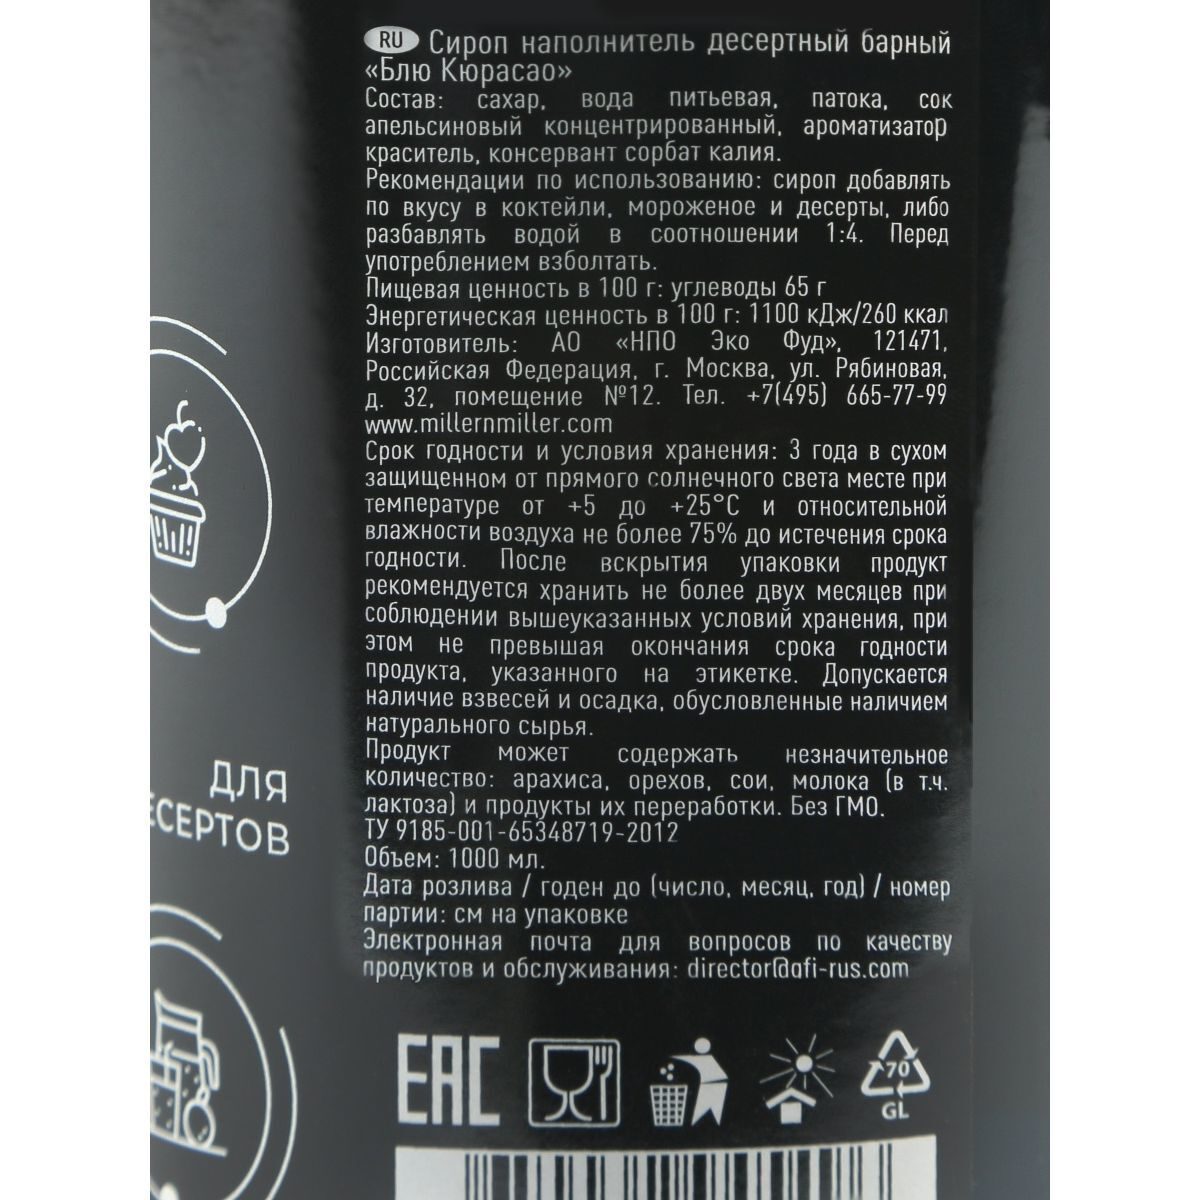 RU Сироп наполнитель десертный барный
«Блю Кюрасао»
Состав: сахар, вода питьевая, патока, сок
апельсиновый концентрированный, ароматизатор
краситель, консервант сорбат калия.
Рекомендации по использованию: сироп добавлять
по вкусу в коктейли, мороженое и десерты, либо
разбавлять водой в соотношении 1:4. Перед
употреблением взболтать.
Пищевая ценность в 100 г: углеводы 65 г
Энергетическая ценность в 100 г: 1100 кДж/260 ккал
Изготовитель: АО «НПО Эко Фуд», 121471,
Российская Федерация, г. Москва, ул. Рябиновая,
д. 32, помещение №12. Тел. +7(495) 665-77-99
www.millernmiller.com
Срок годности и условия хранения: 3 года в сухом
защищенном от прямого солнечного света месте при
температуре от +5 до +25°С и относительной
влажности воздуха не более 75% до истечения срока
годности. После вскрытия упаковки продукт
рекомендуется хранить не более двух месяцев при
соблюдении вышеуказанных условий хранения, при
этом не превышая окончания срока годности
продукта, указанного на этикетке. Допускается
наличие взвесей и осадка, обусловленные наличием
натурального сырья.
Продукт может содержать незначительное
количество: арахиса, орехов, сои, молока (в т.ч.
лактоза) и продукты их переработки. Без ГМО.
ТУ 9185-001-65348719-2012
Объем: 1000 мл.
Дата розлива / годен до (число, месяц, год) / номер
партии: см на упаковке
Электронная почта для вопросов по качеству
продуктов и обслуживания: director@afi-rus.com
ДЛЯ
ЕСЕРТОВ
EAC
70
GL